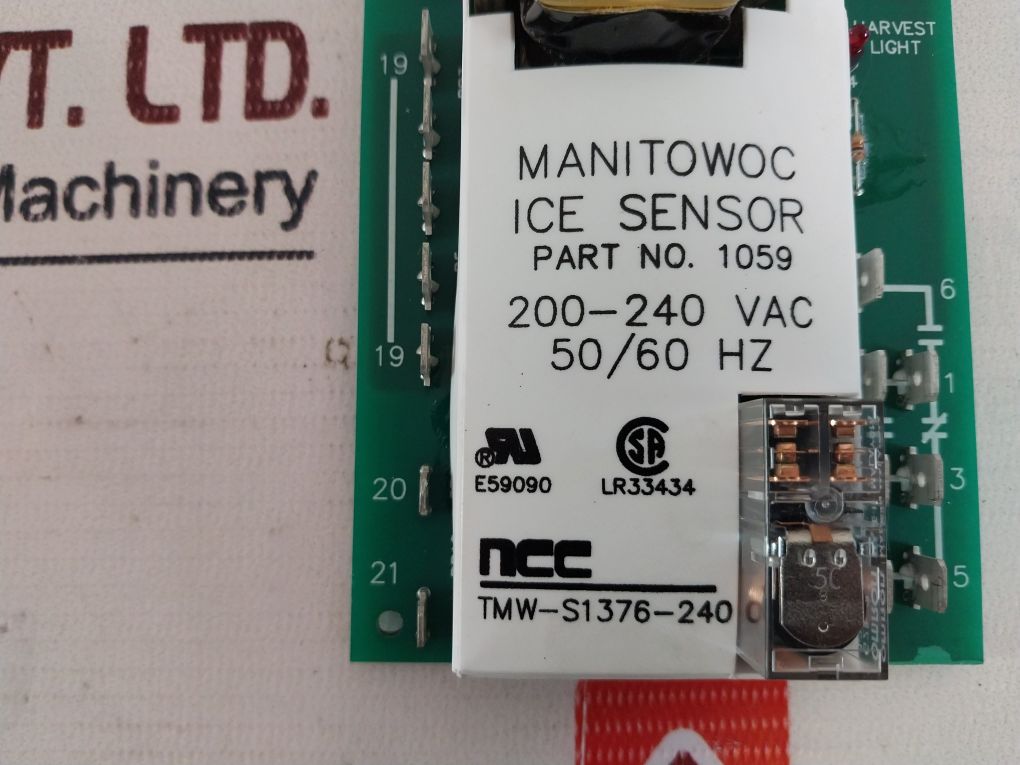 T. LTD.
Machinery
19
19
20
21
HARVEST
LIGHT
MANITOWOC
ICE SENSOR
PART NO. 1059
200-240 VAC
50/60 HZ
6
1
3
5
E59090
LR33434
ncc
TMW-S1376-240